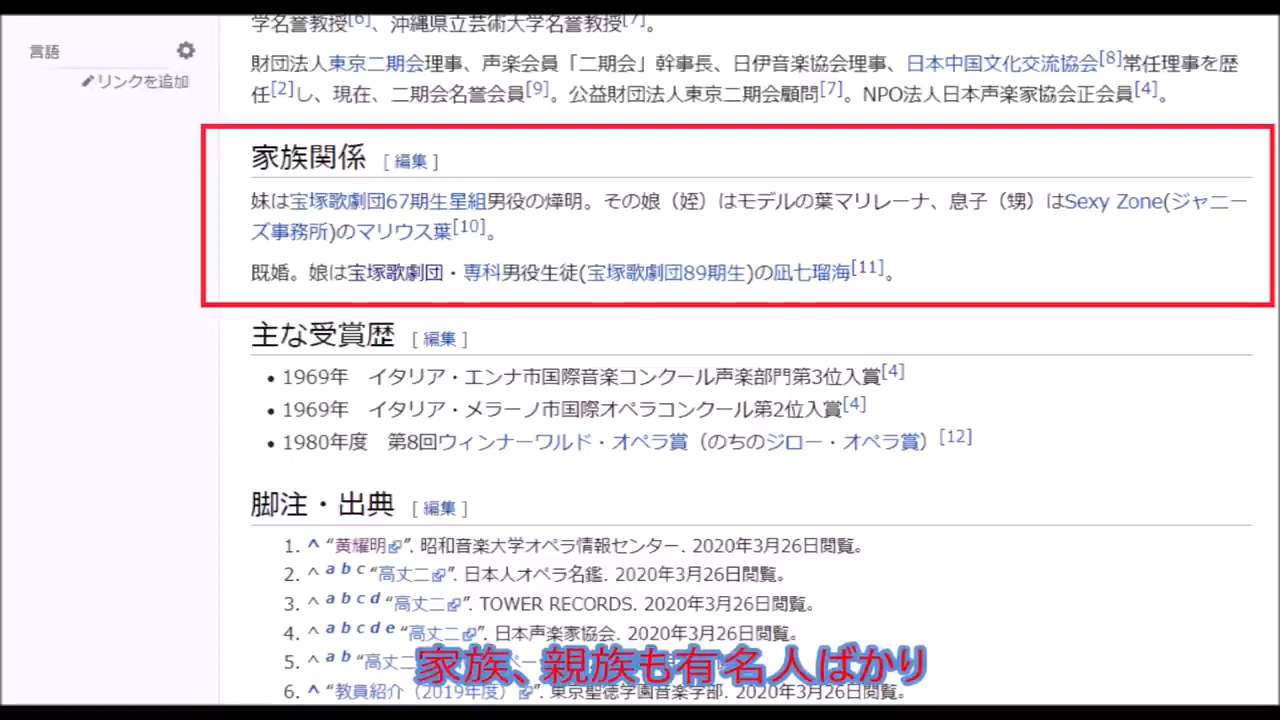 学名誉教授[6]、沖縄県立芸術大学名誉教授[7]。
言語
リンクを追加
財団法人東京二期会理事、声楽会員「二期会」幹事長、日伊音楽協会理事、日本中国文化交流協会[8]常任理事を歴
任[2]し、現在、二期会名誉会員[9]。公益財団法人東京二期会顧問[7]。NPO法人日本声楽家協会正会員[4]。
家族関係 [ 編集 ]
妹は宝塚歌劇団67期生星組男役の燁明。その娘（姪）はモデルの葉マリレーナ、息子（甥）はSexy Zone(ジャニー
ズ事務所)のマリウス葉[10]。
既婚。娘は宝塚歌劇団・専科男役生徒(宝塚歌劇団89期生)の凪七瑠海[11]。
主な受賞歴 [ 編集 ]
• 1969年　イタリア・エンナ市国際音楽コンクール声楽部門第3位入賞[4]
• 1969年　イタリア・メラーノ市国際オペラコンクール第2位入賞[4]
• 1980年度　第8回ウィンナーワルド・オペラ賞（のちのジロー・オペラ賞）[12]
脚注・出典 [ 編集 ]
1. ^ “黄耀明”. 昭和音楽大学オペラ情報センター. 2020年3月26日閲覧。
2. ^ a b c “高丈二”. 日本人オペラ名鑑. 2020年3月26日閲覧。
3. ^ a b c d “高丈二”. TOWER RECORDS. 2020年3月26日閲覧。
4. ^ a b c d e “高丈二”. 日本声楽家協会. 2020年3月26日閲覧。
5. ^ a b “高丈二
家族、親族も有名人ばかり
6. ^ “教員紹介（2019年度）”. 東京聖徳学園音楽学部. 2020年3月26日閲覧。